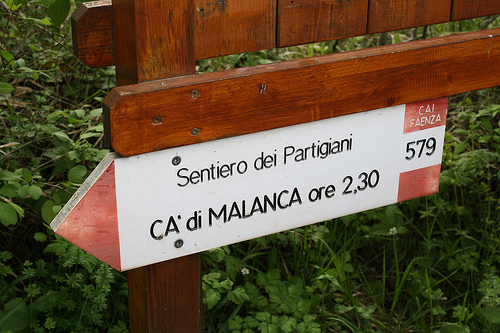 Sentiero dei Partigiani
CA' di MALANCA ore 2,30
CAI
FAENZA
579